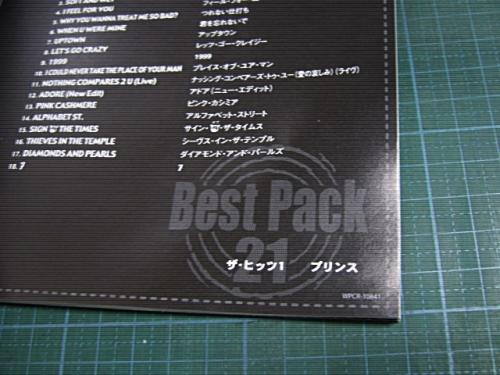 3. SOFT AND WET
4. I FEEL FOR YOU
5. WHY YOU WANNA TREAT ME SO BAD? つれない仕打ち
6. WHEN U WERE MINE 君を忘れないで
7. UPTOWN アップタウン
8. LET'S GO CRAZY レッツ・ゴー・クレイジー
9. 1999 1999
10. I COULD NEVER TAKE THE PLACE OF YOUR MAN プレイス・オブ・ユア・マン
11. NOTHING COMPARES 2 U (Live) ナッシング・コンペアーズ・トゥ・ユー(愛の哀しみ)(ライヴ)
12. ADORE (New Edit) アドア(ニュー・エディット)
13. PINK CASHMERE ピンク・カシミア
14. ALPHABET ST. アルファベット・ストリート
15. SIGN THE TIMES サイン・ザ・タイムス
16. THIEVES IN THE TEMPLE シーヴス・イン・ザ・テンプル
17. DIAMONDS AND PEARLS ダイアモンド・アンド・パールズ
18. 7 7
Best Pack
21
ザ・ヒッツ1 プリンス
WPCR-10841